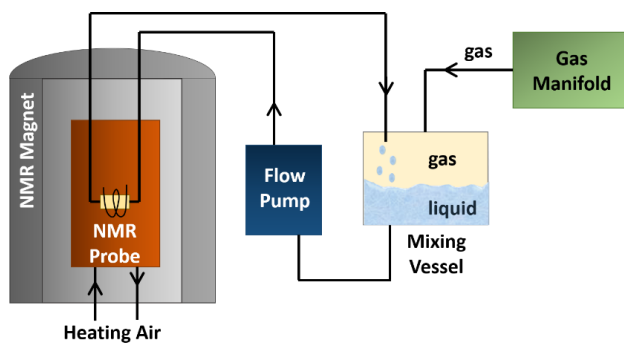 NMR Magnet
NMR
Probe
Heating Air
Flow
Pump
gas
liquid
Mixing
Vessel
gas
Gas
Manifold